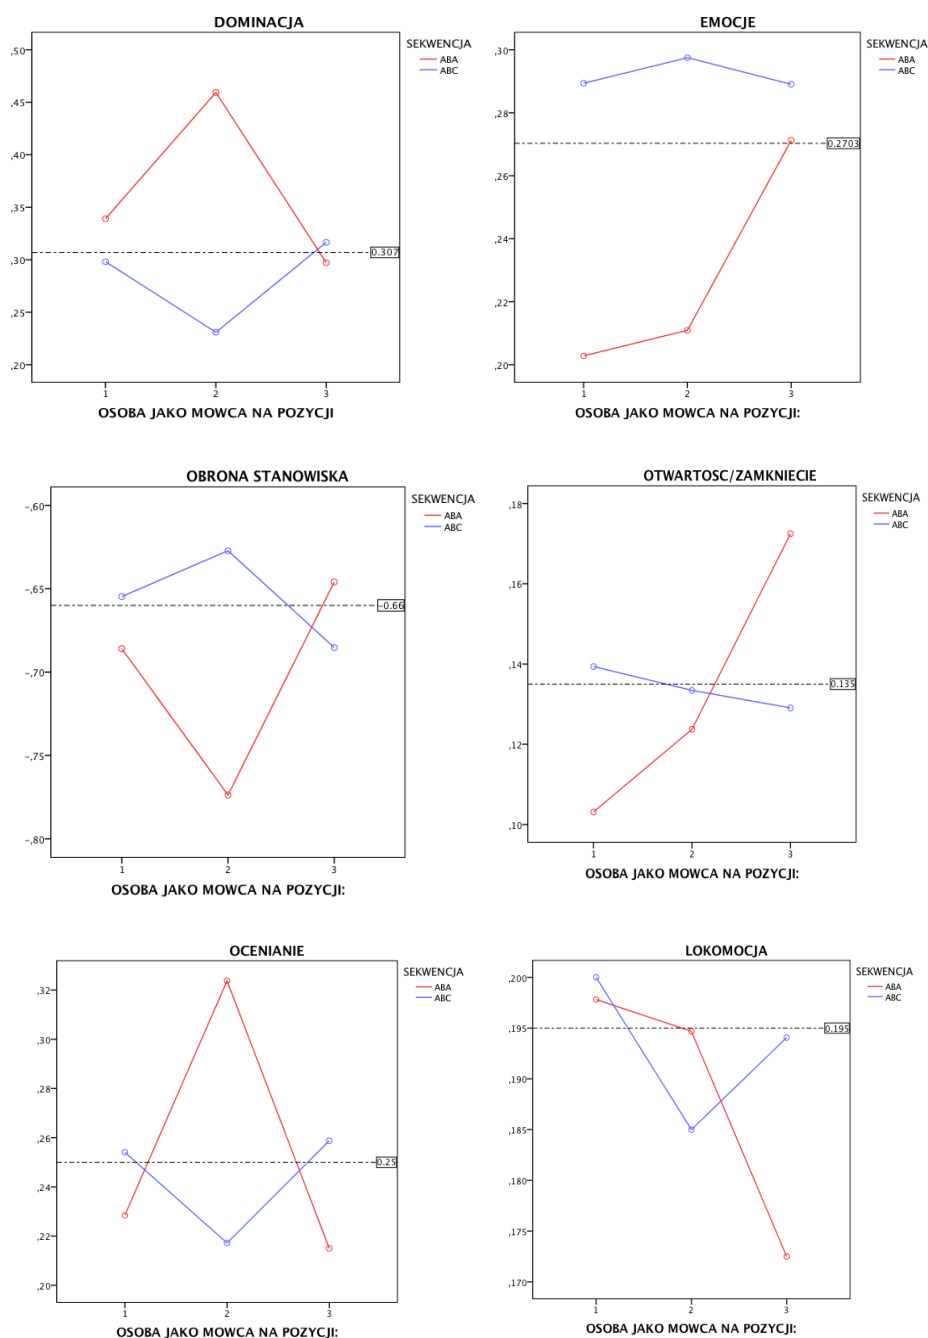 DOMINACJA
SEKWENCJA
ABA
ABC
,50
,45
,40
,35
,30
,25
,20
0.307
1 2 3
OSOBA JAKO MOWCA NA POZYCJI
EMOCJE
SEKWENCJA
ABA
ABC
,30
,28
,26
,24
,22
,20
0.2703
1 2 3
OSOBA JAKO MOWCA NA POZYCJI:
OBRONA STANOWISKA
SEKWENCJA
ABA
ABC
-,60
-,65
-,70
-,75
-,80
-0.66
1 2 3
OSOBA JAKO MOWCA NA POZYCJI:
OTWARTOSC/ZAMKNIECIE
SEKWENCJA
ABA
ABC
,18
,16
,14
,12
,10
0.135
1 2 3
OSOBA JAKO MOWCA NA POZYCJI:
OCENIANIE
SEKWENCJA
ABA
ABC
,32
,30
,28
,26
,24
,22
,20
0.25
1 2 3
OSOBA JAKO MOWCA NA POZYCJI:
LOKOMOCJA
SEKWENCJA
ABA
ABC
,200
,195
,190
,185
,180
,175
,170
0.195
1 2 3
OSOBA JAKO MOWCA NA POZYCJI: